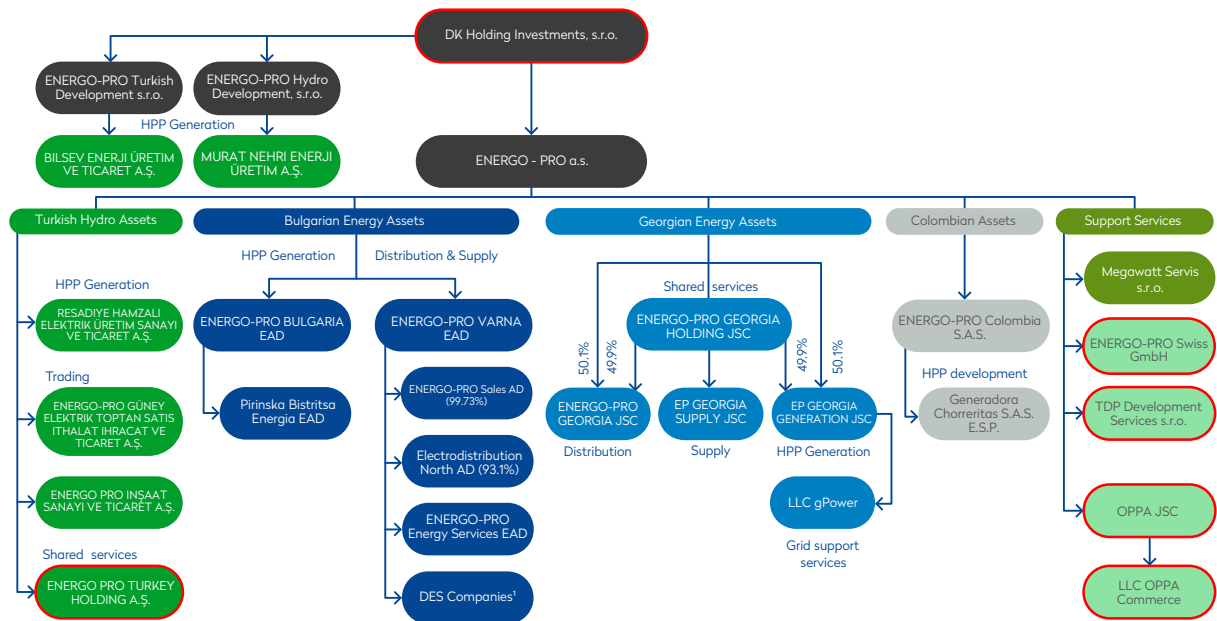 DK Holding Investments, s.r.o.
ENERGO-PRO Turkish
Development s.r.o.
ENERGO-PRO Hydro
Development, s.r.o.
HPP Generation
BILSEV ENERJI ÜRETIM
VE TICARET A.Ş.
MURAT NEHRI ENERJI
ÜRETIM A.Ş.
ENERGO - PRO a.s.
Turkish Hydro Assets
Bulgarian Energy Assets
Georgian Energy Assets
Colombian Assets
Support Services
HPP Generation
RESADIYE HAMZALI
ELEKTRIK ÜRETIM SANAYI
VE TICARET A.Ş.
Trading
ENERGO-PRO GÜNEY
ELEKTRIK TOPTAN SATIS
ITHALAT IHRACAT VE
TICARET A.Ş.
ENERGO PRO INŞAAT
SANAYI VE TICARET A.Ş.
Shared services
ENERGO PRO TURKEY
HOLDING A.Ş.
HPP Generation
Distribution & Supply
ENERGO-PRO BULGARIA
EAD
Pirinska Bistritsa
Energia EAD
ENERGO-PRO VARNA
EAD
ENERGO-PRO Sales AD
(99.73%)
Electrodistribution
North AD (93.1%)
ENERGO-PRO
Energy Services EAD
DES Companies¹
Shared services
ENERGO-PRO GEORGIA
HOLDING JSC
50.1%
49.9%
49.9%
50.1%
ENERGO-PRO
GEORGIA JSC
Distribution
EP GEORGIA
SUPPLY JSC
Supply
EP GEORGIA
GENERATION JSC
HPP Generation
LLC gPower
Grid support
services
ENERGO-PRO Colombia
S.A.S.
HPP development
Generadora
Chorreritas S.A.S.
E.S.P.
Megawatt Servis
s.r.o.
ENERGO-PRO Swiss
GmbH
TDP Development
Services s.r.o.
OPPA JSC
LLC OPPA
Commerce